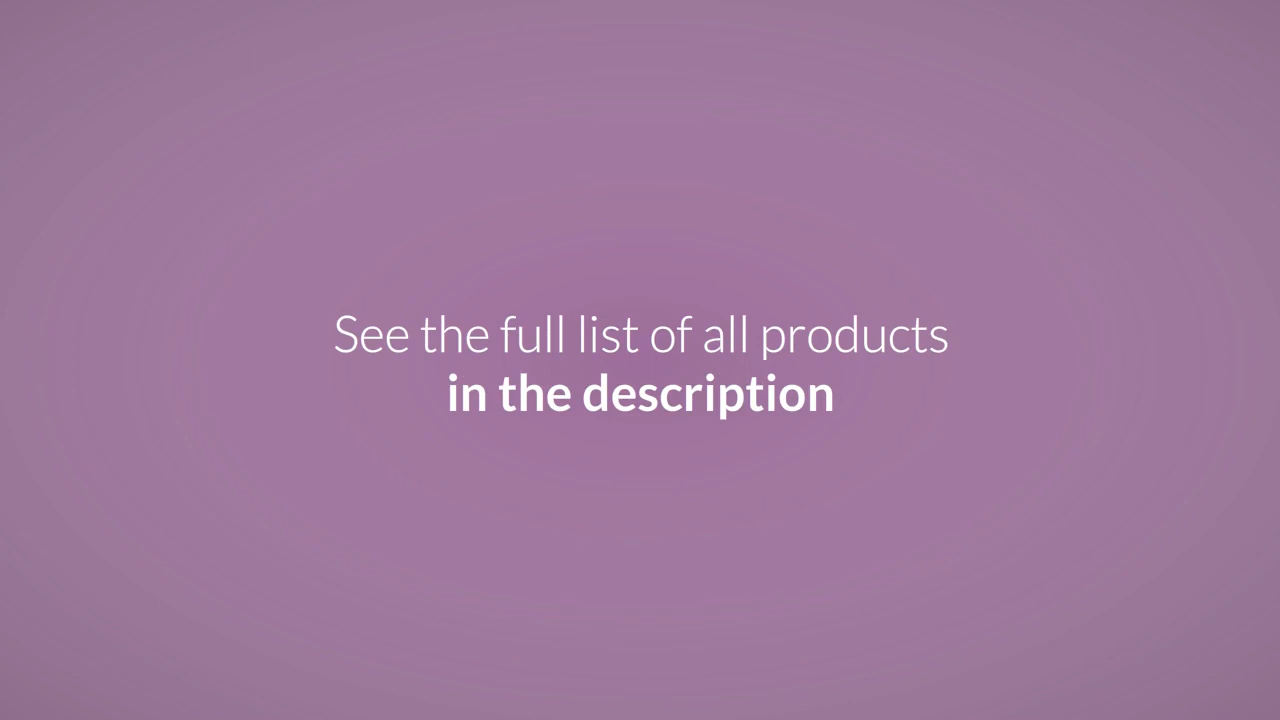 See the full list of all products
in the description